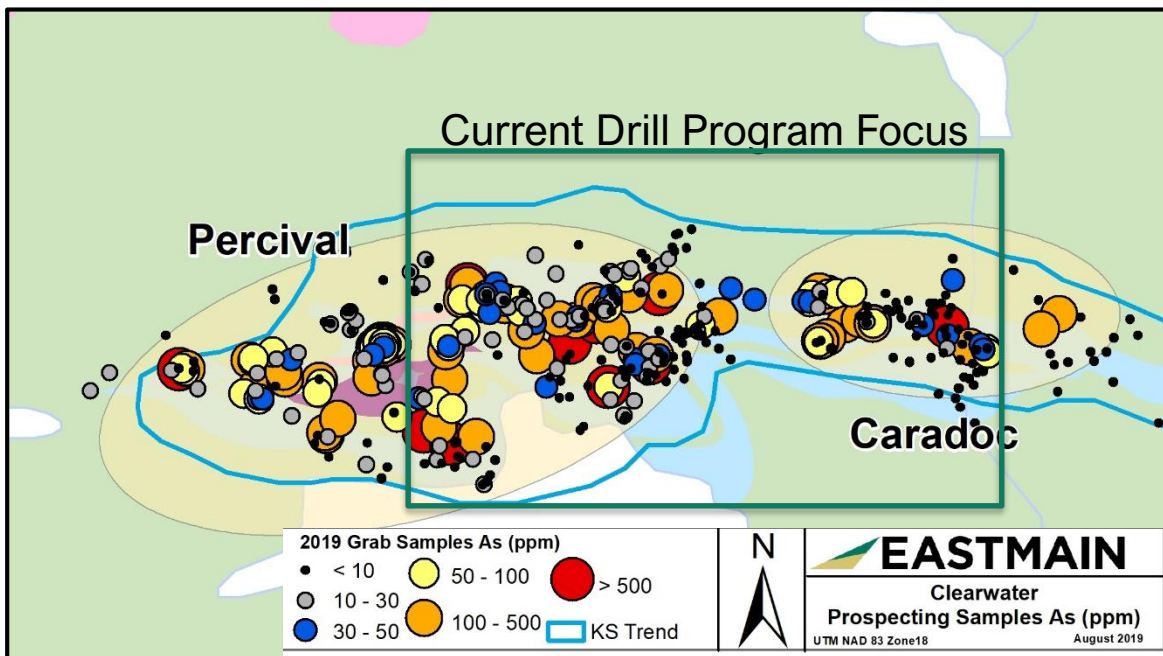 Current Drill Program Focus
Percival
Caradoc
2019 Grab Samples As (ppm)
< 10
10 - 30
30 - 50
50 - 100
100 - 500
> 500
KS Trend
N
EASTMAIN
Clearwater
Prospecting Samples As (ppm)
UTM NAD 83 Zone18 August 2019